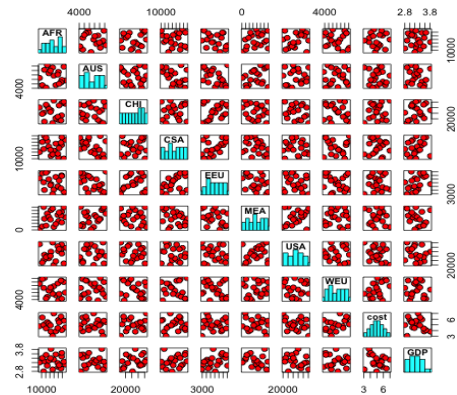 4000 10000 0 4000 2.8 3.8
AFR 10000
4000 AUS
CHI 20000
10000 CSA
EEU 3000
0 MEA
USA 20000
4000 WEU
cost 3 6
2.8 3.8 GDP
10000 20000 3000 20000 3 6